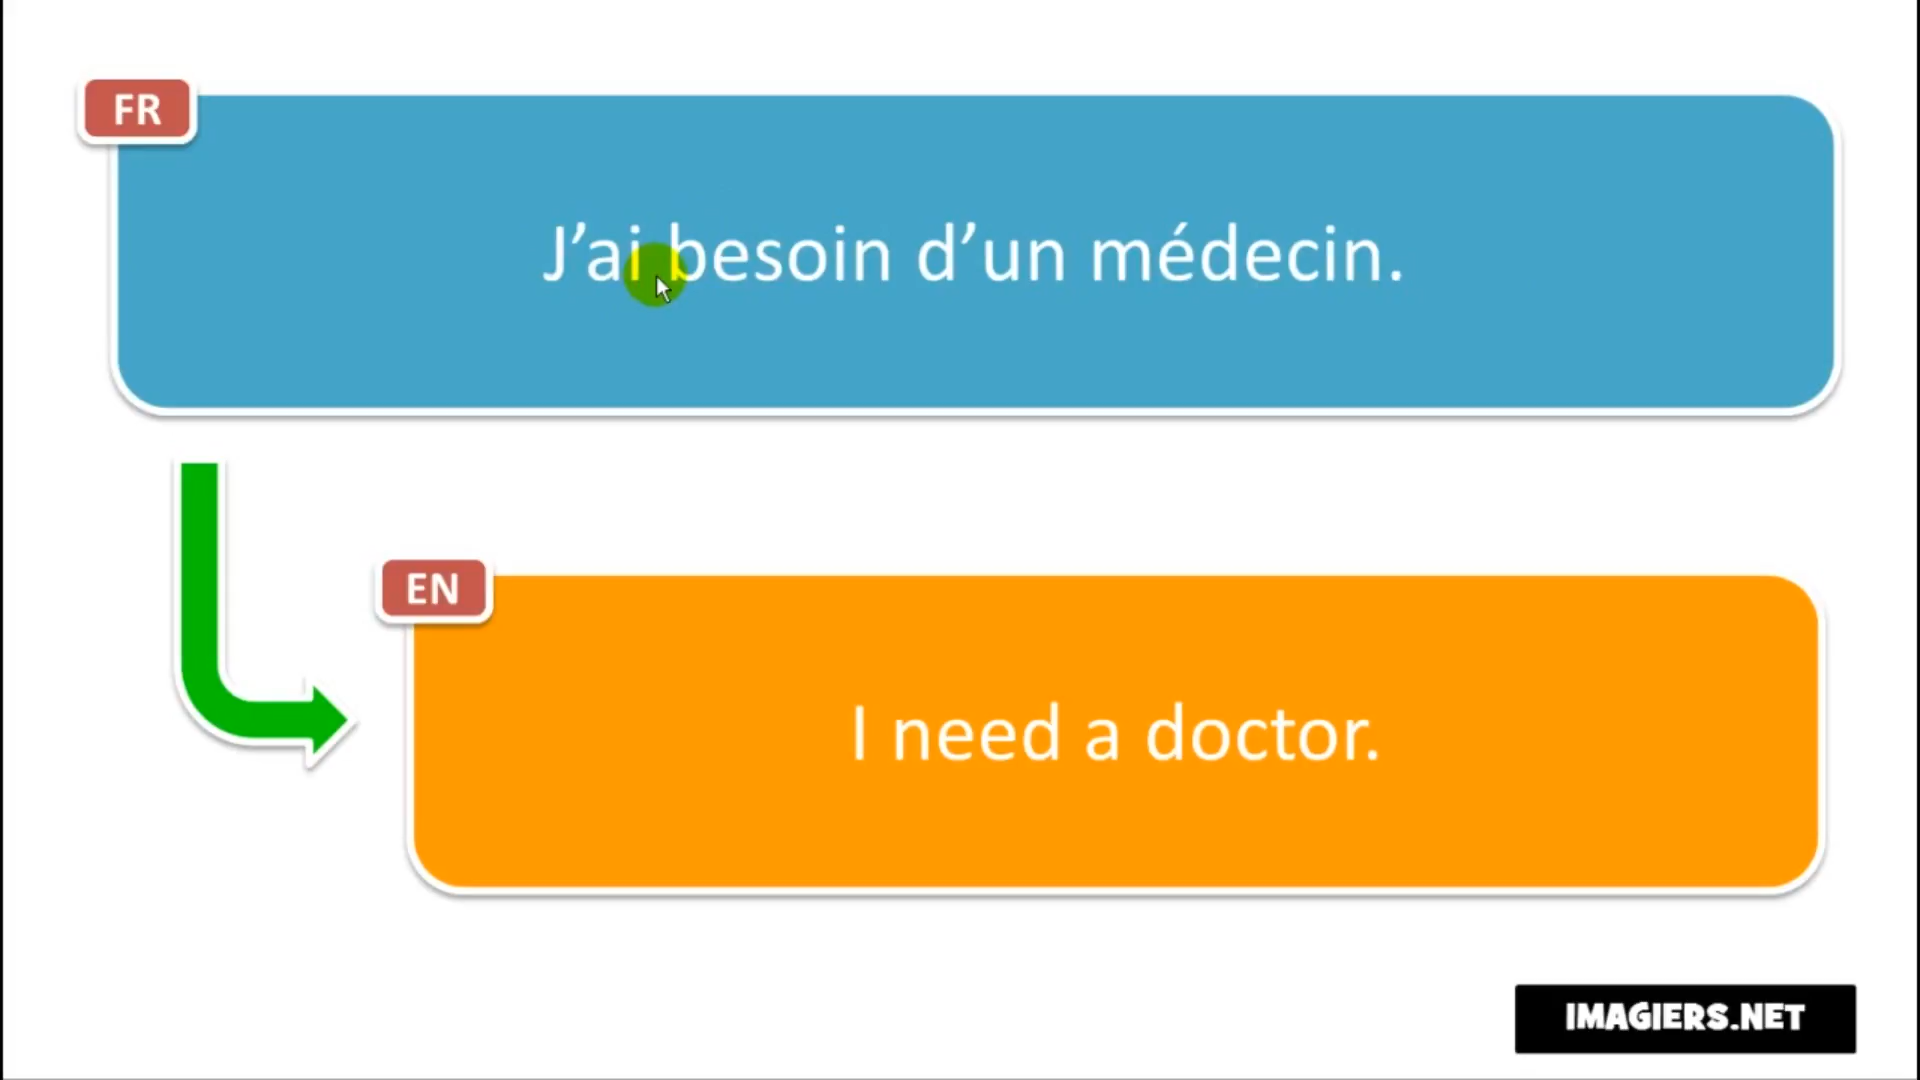 FR
J’ai besoin d’un médecin.
EN
I need a doctor.
IMAGIERS.NET